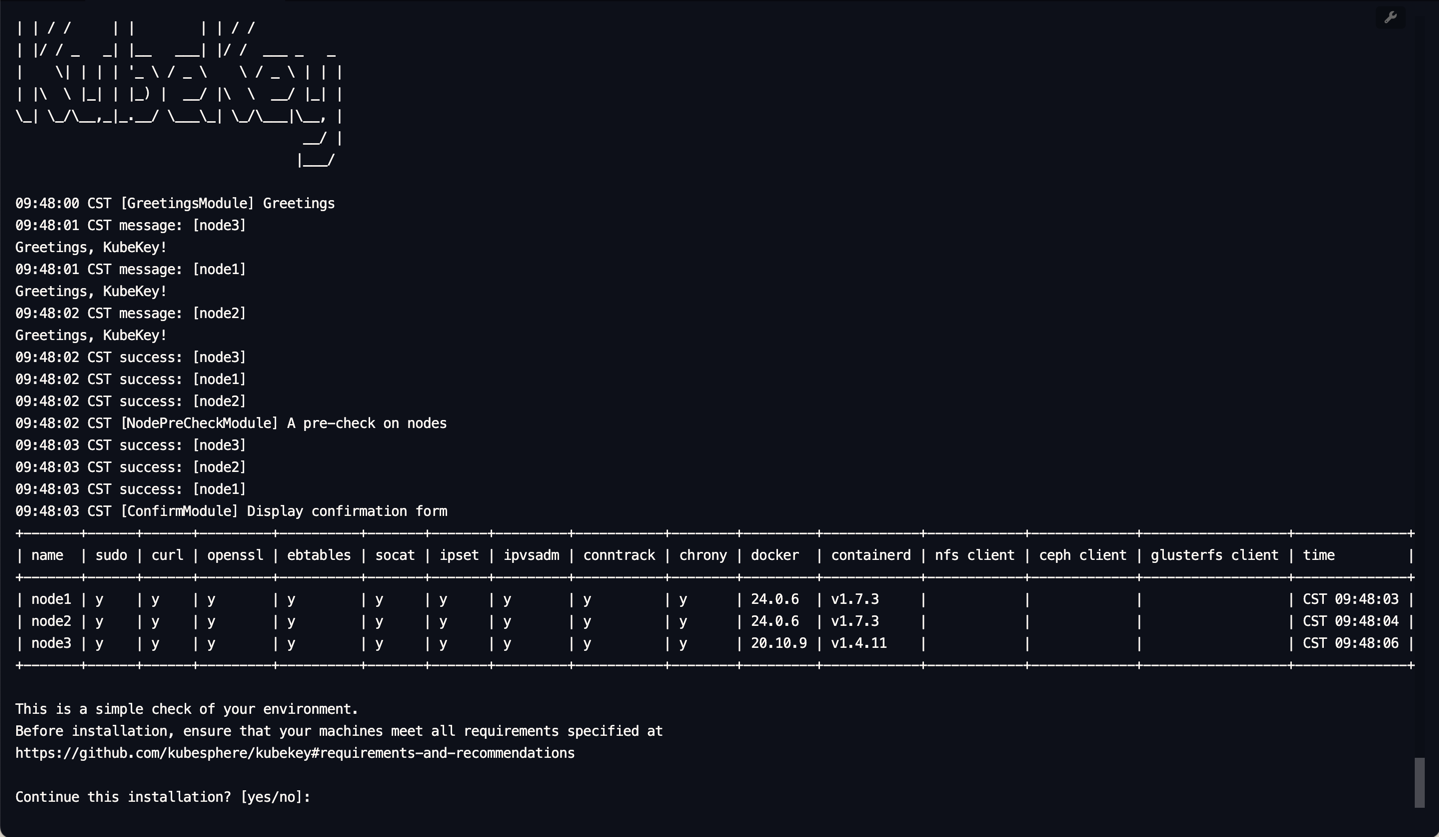 | | / /     | |        | | / /
| |/ / _   _| |__   ___| |/ /  ___ _   _
|    \| | | | '_ \ / _ \    \ / _ \ | | |
| |\  \ |_| | |_) |  __/ |\  \  __/ |_| |
\_| \_/\__,_|_.__/ \___\_| \_/\___|\__, |
                                    __/ |
                                   |___/
09:48:00 CST [GreetingsModule] Greetings
09:48:01 CST message: [node3]
Greetings, KubeKey!
09:48:01 CST message: [node1]
Greetings, KubeKey!
09:48:02 CST message: [node2]
Greetings, KubeKey!
09:48:02 CST success: [node3]
09:48:02 CST success: [node1]
09:48:02 CST success: [node2]
09:48:02 CST [NodePreCheckModule] A pre-check on nodes
09:48:03 CST success: [node3]
09:48:03 CST success: [node2]
09:48:03 CST success: [node1]
09:48:03 CST [ConfirmModule] Display confirmation form
| name  | sudo | curl | openssl | ebtables | socat | ipset | ipvsadm | conntrack | chrony | docker  | containerd | nfs client | ceph client | glusterfs client | time         |
| node1 | y    | y    | y       | y        | y     | y     | y       | y         | y      | 24.0.6  | v1.7.3     |            |             |                  | CST 09:48:03 |
| node2 | y    | y    | y       | y        | y     | y     | y       | y         | y      | 24.0.6  | v1.7.3     |            |             |                  | CST 09:48:04 |
| node3 | y    | y    | y       | y        | y     | y     | y       | y         | y      | 20.10.9 | v1.4.11    |            |             |                  | CST 09:48:06 |
This is a simple check of your environment.
Before installation, ensure that your machines meet all requirements specified at
https://github.com/kubesphere/kubekey#requirements-and-recommendations
Continue this installation? [yes/no]: